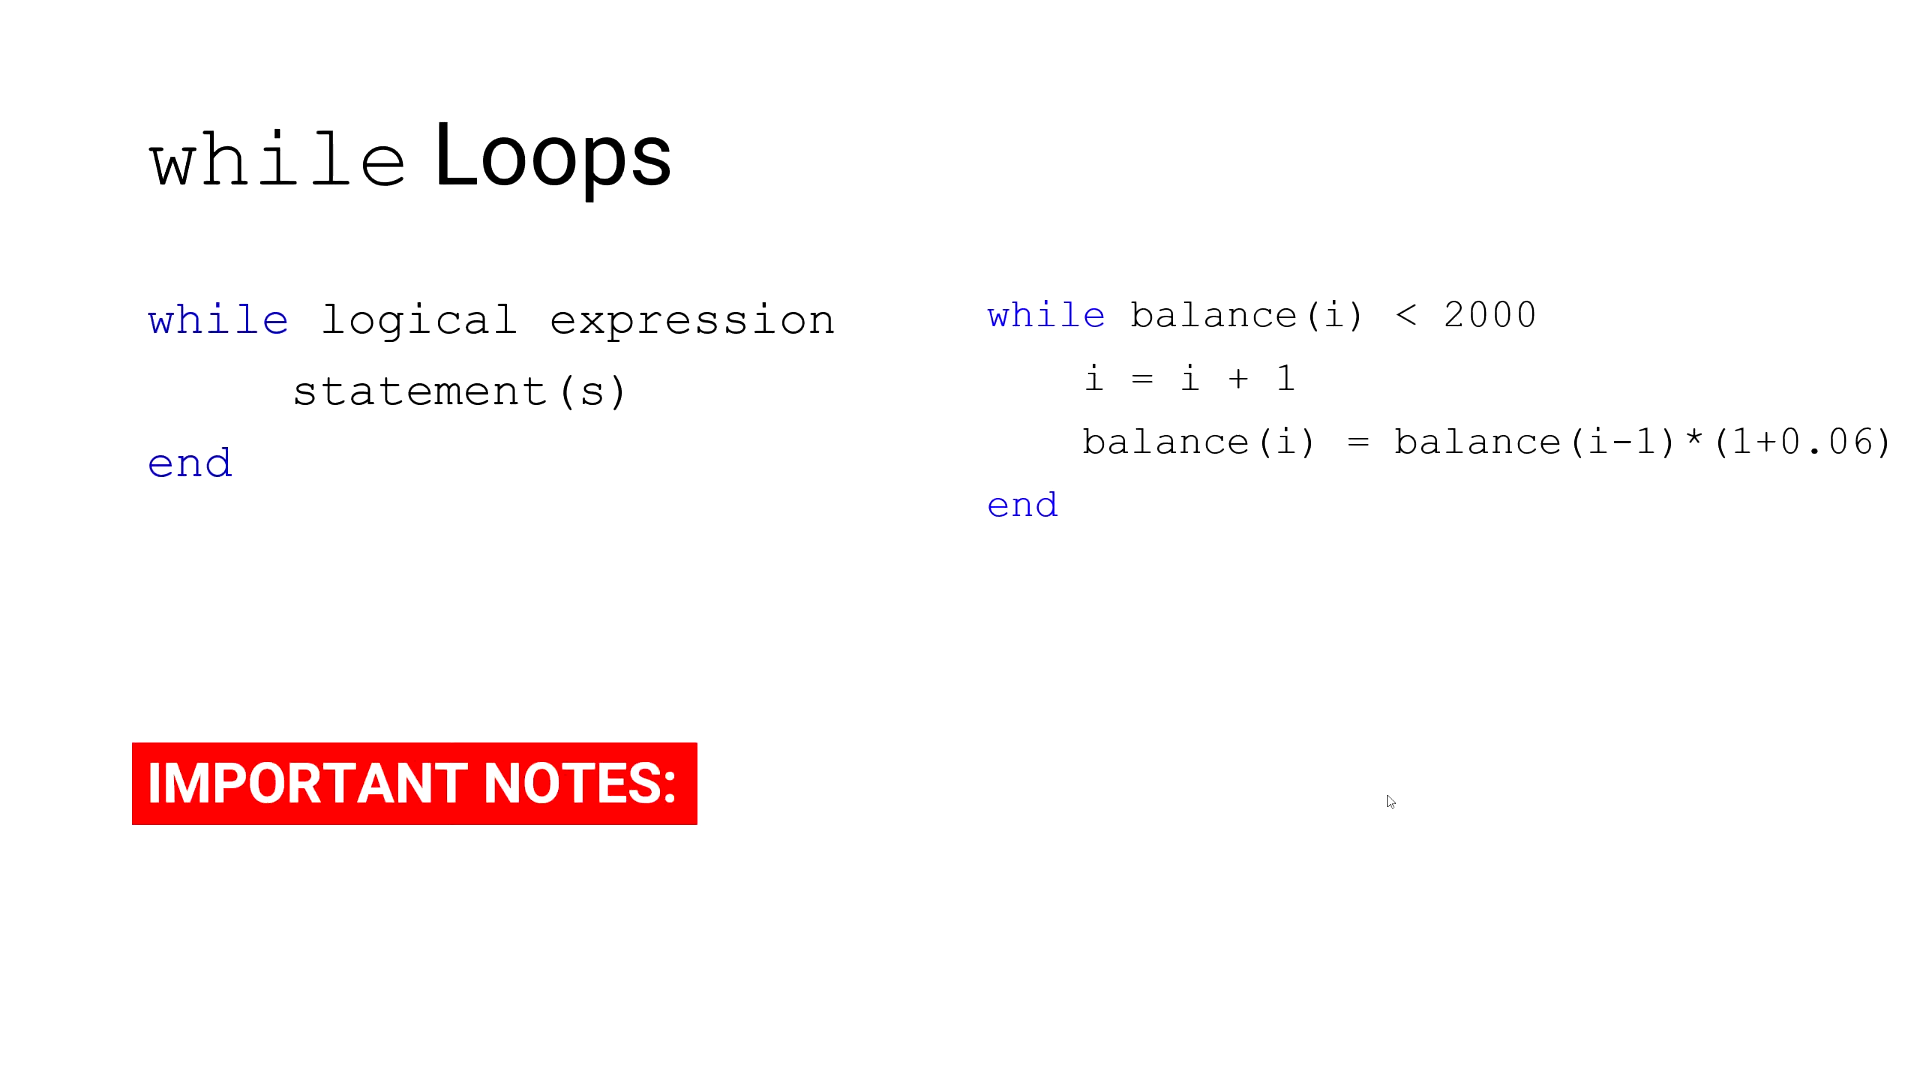 while Loops
while logical expression
statement(s)
end
while balance(i) < 2000
i = i + 1
balance(i) = balance(i-1)*(1+0.06)
end
IMPORTANT NOTES: